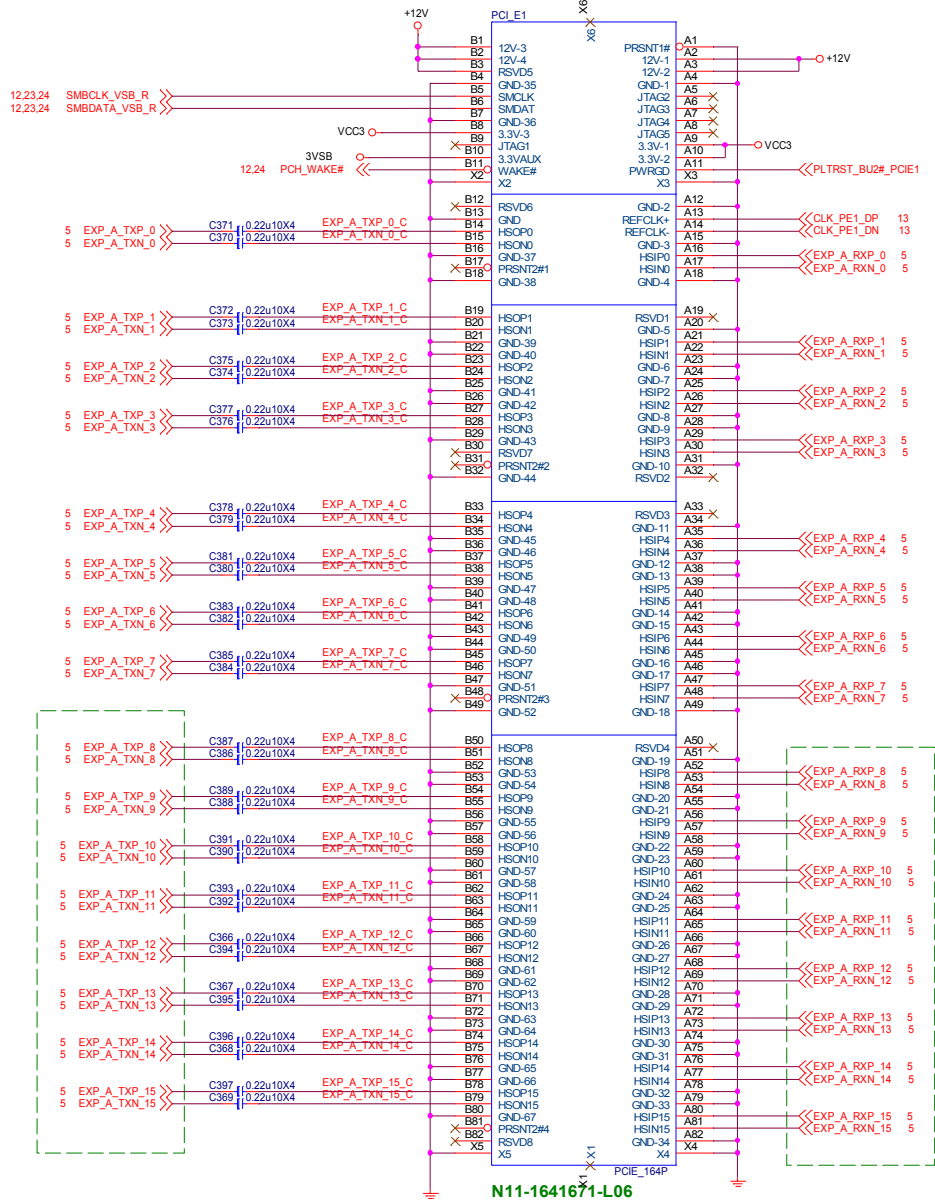 X6
PCI_E1
X6
+12V
B1 12V-3 PRSNT1# A1
B2 12V-4 12V-1 A2 +12V
B3 RSVD5 12V-2 A3
B4 GND-35 GND-1 A4
12,23,24 SMBCLK_VSB_R B5 SMCLK JTAG2 A5
12,23,24 SMBDATA_VSB_R B6 SMDAT JTAG3 A6
B7 GND-36 JTAG4 A7
VCC3 B8 3.3V-3 JTAG5 A8
B9 JTAG1 3.3V-1 A9 VCC3
3VSB B10 3.3VAUX 3.3V-2 A10
12,24 PCH_WAKE# B11 WAKE# PWRGD A11 PLTRST_BU2#_PCIE1
X2 X2 X3 X3
B12 RSVD6 GND-2 A12
B13 GND REFCLK+ A13 CLK_PE1_DP 13
5 EXP_A_TXP_0 C371 0.22u10X4 EXP_A_TXP_0_C B14 HSOP0 REFCLK- A14 CLK_PE1_DN 13
5 EXP_A_TXN_0 C370 0.22u10X4 EXP_A_TXN_0_C B15 HSON0 GND-3 A15
B16 GND-37 HSIP0 A16 EXP_A_RXP_0 5
B17 PRSNT2#1 HSIN0 A17 EXP_A_RXN_0 5
B18 GND-38 GND-4 A18
5 EXP_A_TXP_1 C372 0.22u10X4 EXP_A_TXP_1_C B19 HSOP1 RSVD1 A19
5 EXP_A_TXN_1 C373 0.22u10X4 EXP_A_TXN_1_C B20 HSON1 GND-5 A20
B21 GND-39 HSIP1 A21 EXP_A_RXP_1 5
B22 GND-40 HSIN1 A22 EXP_A_RXN_1 5
5 EXP_A_TXP_2 C375 0.22u10X4 EXP_A_TXP_2_C B23 HSOP2 GND-6 A23
5 EXP_A_TXN_2 C374 0.22u10X4 EXP_A_TXN_2_C B24 HSON2 GND-7 A24
B25 GND-41 HSIP2 A25 EXP_A_RXP_2 5
B26 GND-42 HSIN2 A26 EXP_A_RXN_2 5
5 EXP_A_TXP_3 C377 0.22u10X4 EXP_A_TXP_3_C B27 HSOP3 GND-8 A27
5 EXP_A_TXN_3 C376 0.22u10X4 EXP_A_TXN_3_C B28 HSON3 GND-9 A28
B29 GND-43 HSIP3 A29 EXP_A_RXP_3 5
B30 RSVD7 HSIN3 A30 EXP_A_RXN_3 5
B31 PRSNT2#2 GND-10 A31
B32 GND-44 RSVD2 A32
5 EXP_A_TXP_4 C378 0.22u10X4 EXP_A_TXP_4_C B33 HSOP4 RSVD3 A33
5 EXP_A_TXN_4 C379 0.22u10X4 EXP_A_TXN_4_C B34 HSON4 GND-11 A34
B35 GND-45 HSIP4 A35 EXP_A_RXP_4 5
B36 GND-46 HSIN4 A36 EXP_A_RXN_4 5
5 EXP_A_TXP_5 C381 0.22u10X4 EXP_A_TXP_5_C B37 HSOP5 GND-12 A37
5 EXP_A_TXN_5 C380 0.22u10X4 EXP_A_TXN_5_C B38 HSON5 GND-13 A38
B39 GND-47 HSIP5 A39 EXP_A_RXP_5 5
B40 GND-48 HSIN5 A40 EXP_A_RXN_5 5
5 EXP_A_TXP_6 C383 0.22u10X4 EXP_A_TXP_6_C B41 HSOP6 GND-14 A41
5 EXP_A_TXN_6 C382 0.22u10X4 EXP_A_TXN_6_C B42 HSON6 GND-15 A42
B43 GND-49 HSIP6 A43 EXP_A_RXP_6 5
B44 GND-50 HSIN6 A44 EXP_A_RXN_6 5
5 EXP_A_TXP_7 C385 0.22u10X4 EXP_A_TXP_7_C B45 HSOP7 GND-16 A45
5 EXP_A_TXN_7 C384 0.22u10X4 EXP_A_TXN_7_C B46 HSON7 GND-17 A46
B47 GND-51 HSIP7 A47 EXP_A_RXP_7 5
B48 PRSNT2#3 HSIN7 A48 EXP_A_RXN_7 5
B49 GND-52 GND-18 A49
5 EXP_A_TXP_8 C387 0.22u10X4 EXP_A_TXP_8_C B50 HSOP8 RSVD4 A50
5 EXP_A_TXN_8 C386 0.22u10X4 EXP_A_TXN_8_C B51 HSON8 GND-19 A51
B52 GND-53 HSIP8 A52 EXP_A_RXP_8 5
B53 GND-54 HSIN8 A53 EXP_A_RXN_8 5
5 EXP_A_TXP_9 C389 0.22u10X4 EXP_A_TXP_9_C B54 HSOP9 GND-20 A54
5 EXP_A_TXN_9 C388 0.22u10X4 EXP_A_TXN_9_C B55 HSON9 GND-21 A55
B56 GND-55 HSIP9 A56 EXP_A_RXP_9 5
B57 GND-56 HSIN9 A57 EXP_A_RXN_9 5
5 EXP_A_TXP_10 C391 0.22u10X4 EXP_A_TXP_10_C B58 HSOP10 GND-22 A58
5 EXP_A_TXN_10 C390 0.22u10X4 EXP_A_TXN_10_C B59 HSON10 GND-23 A59
B60 GND-57 HSIP10 A60 EXP_A_RXP_10 5
B61 GND-58 HSIN10 A61 EXP_A_RXN_10 5
5 EXP_A_TXP_11 C393 0.22u10X4 EXP_A_TXP_11_C B62 HSOP11 GND-24 A62
5 EXP_A_TXN_11 C392 0.22u10X4 EXP_A_TXN_11_C B63 HSON11 GND-25 A63
B64 GND-59 HSIP11 A64 EXP_A_RXP_11 5
B65 GND-60 HSIN11 A65 EXP_A_RXN_11 5
5 EXP_A_TXP_12 C366 0.22u10X4 EXP_A_TXP_12_C B66 HSOP12 GND-26 A66
5 EXP_A_TXN_12 C394 0.22u10X4 EXP_A_TXN_12_C B67 HSON12 GND-27 A67
B68 GND-61 HSIP12 A68 EXP_A_RXP_12 5
B69 GND-62 HSIN12 A69 EXP_A_RXN_12 5
5 EXP_A_TXP_13 C367 0.22u10X4 EXP_A_TXP_13_C B70 HSOP13 GND-28 A70
5 EXP_A_TXN_13 C395 0.22u10X4 EXP_A_TXN_13_C B71 HSON13 GND-29 A71
B72 GND-63 HSIP13 A72 EXP_A_RXP_13 5
B73 GND-64 HSIN13 A73 EXP_A_RXN_13 5
5 EXP_A_TXP_14 C396 0.22u10X4 EXP_A_TXP_14_C B74 HSOP14 GND-30 A74
5 EXP_A_TXN_14 C368 0.22u10X4 EXP_A_TXN_14_C B75 HSON14 GND-31 A75
B76 GND-65 HSIP14 A76 EXP_A_RXP_14 5
B77 GND-66 HSIN14 A77 EXP_A_RXN_14 5
5 EXP_A_TXP_15 C397 0.22u10X4 EXP_A_TXP_15_C B78 HSOP15 GND-32 A78
5 EXP_A_TXN_15 C369 0.22u10X4 EXP_A_TXN_15_C B79 HSON15 GND-33 A79
B80 GND-67 HSIP15 A80 EXP_A_RXP_15 5
B81 PRSNT2#4 HSIN15 A81 EXP_A_RXN_15 5
B82 RSVD8 GND-34 A82
X5 X5 X4 X4
X1
PCIE_164P
X1
N11-1641671-L06